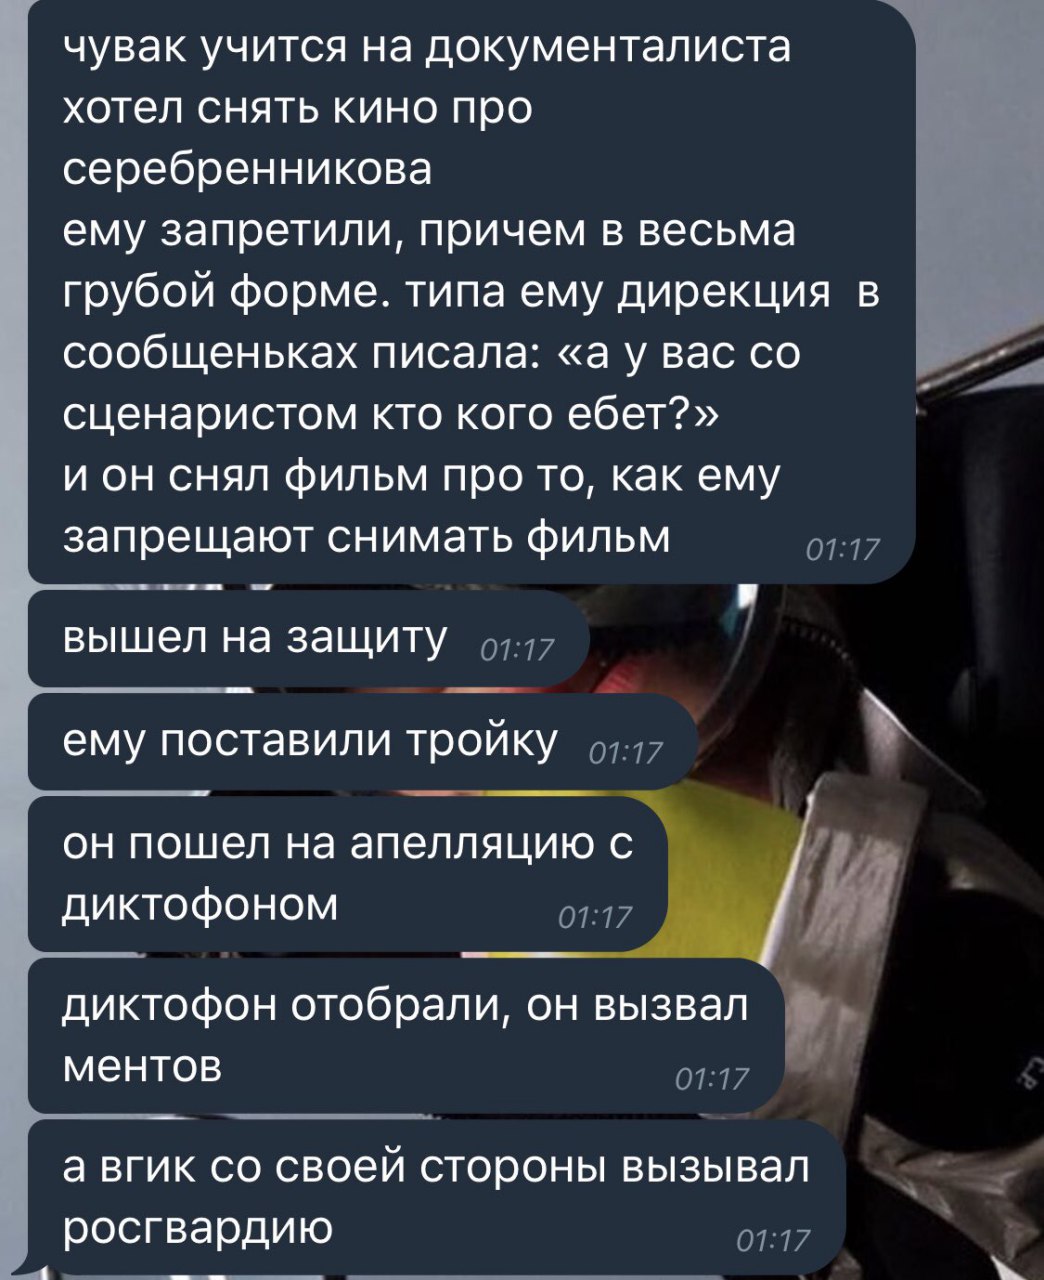 чувак учится на документалиста
хотел снять кино про
серебренникова
ему запретили, причем в весьма
грубой форме. типа ему дирекция в
сообщеньках писала: «а у вас со
сценаристом кто кого ебет?»
и он снял фильм про то, как ему
запрещают снимать фильм 01:17
вышел на защиту 01:17
ему поставили тройку 01:17
он пошел на апелляцию с
диктофоном 01:17
диктофон отобрали, он вызвал
ментов 01:17
а вгик со своей стороны вызывал
росгвардию 01:17